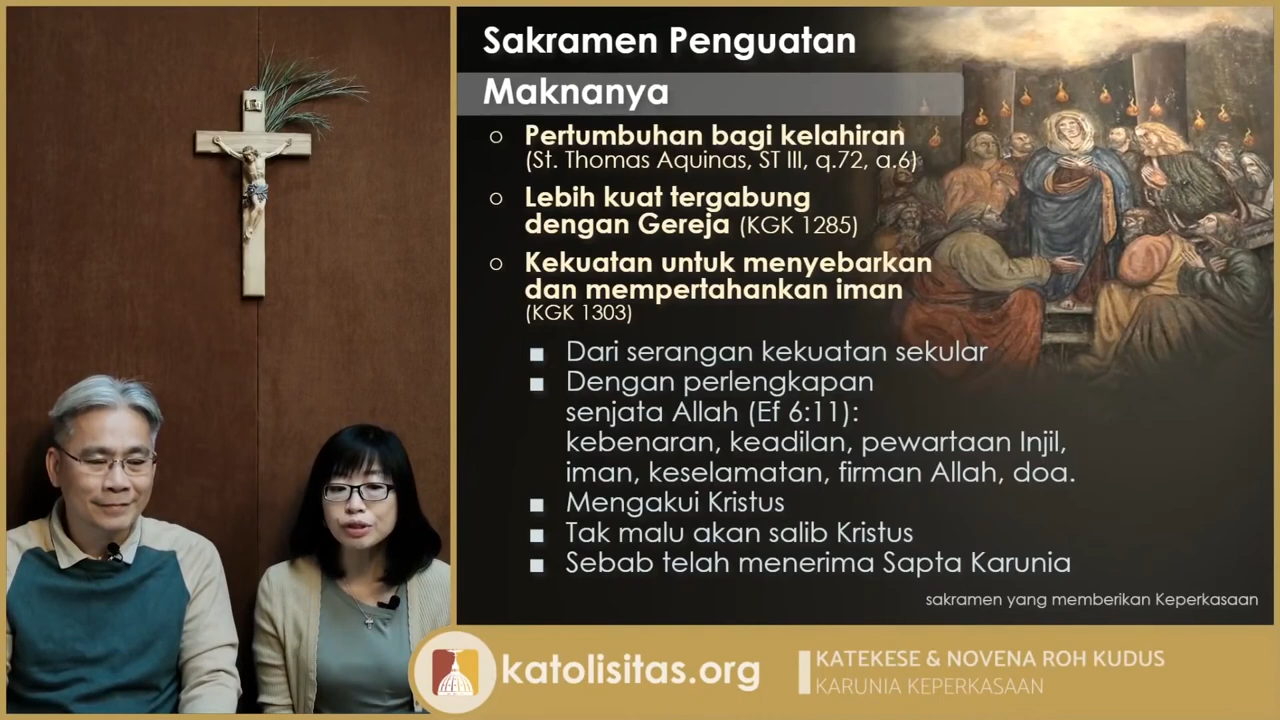 Sakramen Penguatan
Maknanya
○ Pertumbuhan bagi kelahiran
(St. Thomas Aquinas, ST III, q.72, a.6)
○ Lebih kuat tergabung
dengan Gereja (KGK 1285)
○ Kekuatan untuk menyebarkan
dan mempertahankan iman
(KGK 1303)
■ Dari serangan kekuatan sekular
■ Dengan perlengkapan
senjata Allah (Ef 6:11):
kebenaran, keadilan, pewartaan Injil,
iman, keselamatan, firman Allah, doa.
■ Mengakui Kristus
■ Tak malu akan salib Kristus
■ Sebab telah menerima Sapta Karunia
sakramen yang memberikan Keperkasaan
katolisitas.org
KATEKESE & NOVENA ROH KUDUS
KARUNIA KEPERKASAAN